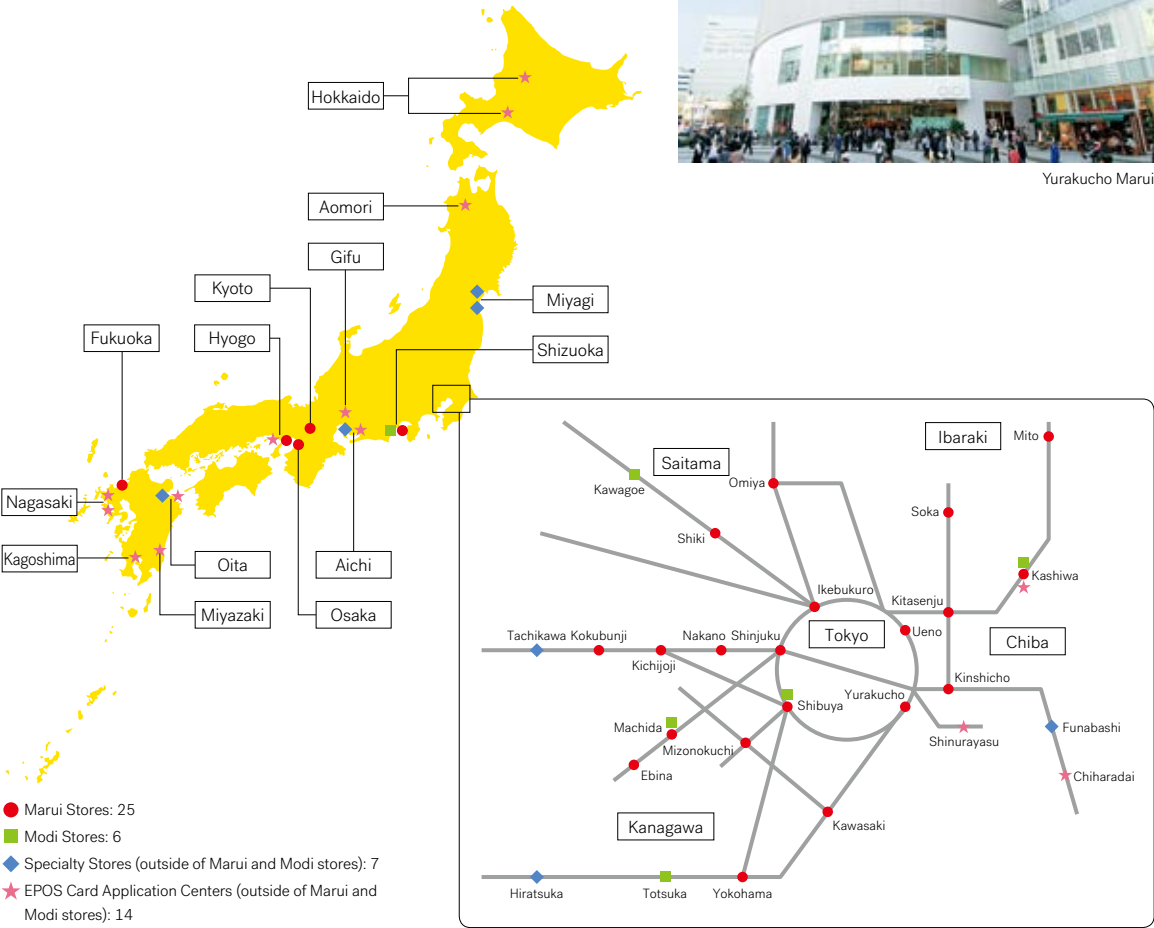 Hokkaido
Yurakucho Marui
Aomori
Gifu
Kyoto
Miyagi
Fukuoka
Hyogo
Shizuoka
Nagasaki
Kagoshima
Oita
Aichi
Miyazaki
Osaka
Saitama
Ibaraki
Mito
Kawagoe
Omiya
Soka
Shiki
Kashiwa
Ikebukuro
Kitasenju
Tokyo
Ueno
Chiba
Tachikawa Kokubunji
Nakano Shinjuku
Kichijoji
Kinshicho
Yurakucho
Shibuya
Machida
Mizonokuchi
Shinurayasu
Funabashi
Ebina
Chiharadai
Kanagawa
Kawasaki
Hiratsuka
Totsuka
Yokohama
Marui Stores: 25
Modi Stores: 6
Specialty Stores (outside of Marui and Modi stores): 7
EPOS Card Application Centers (outside of Marui and
Modi stores): 14